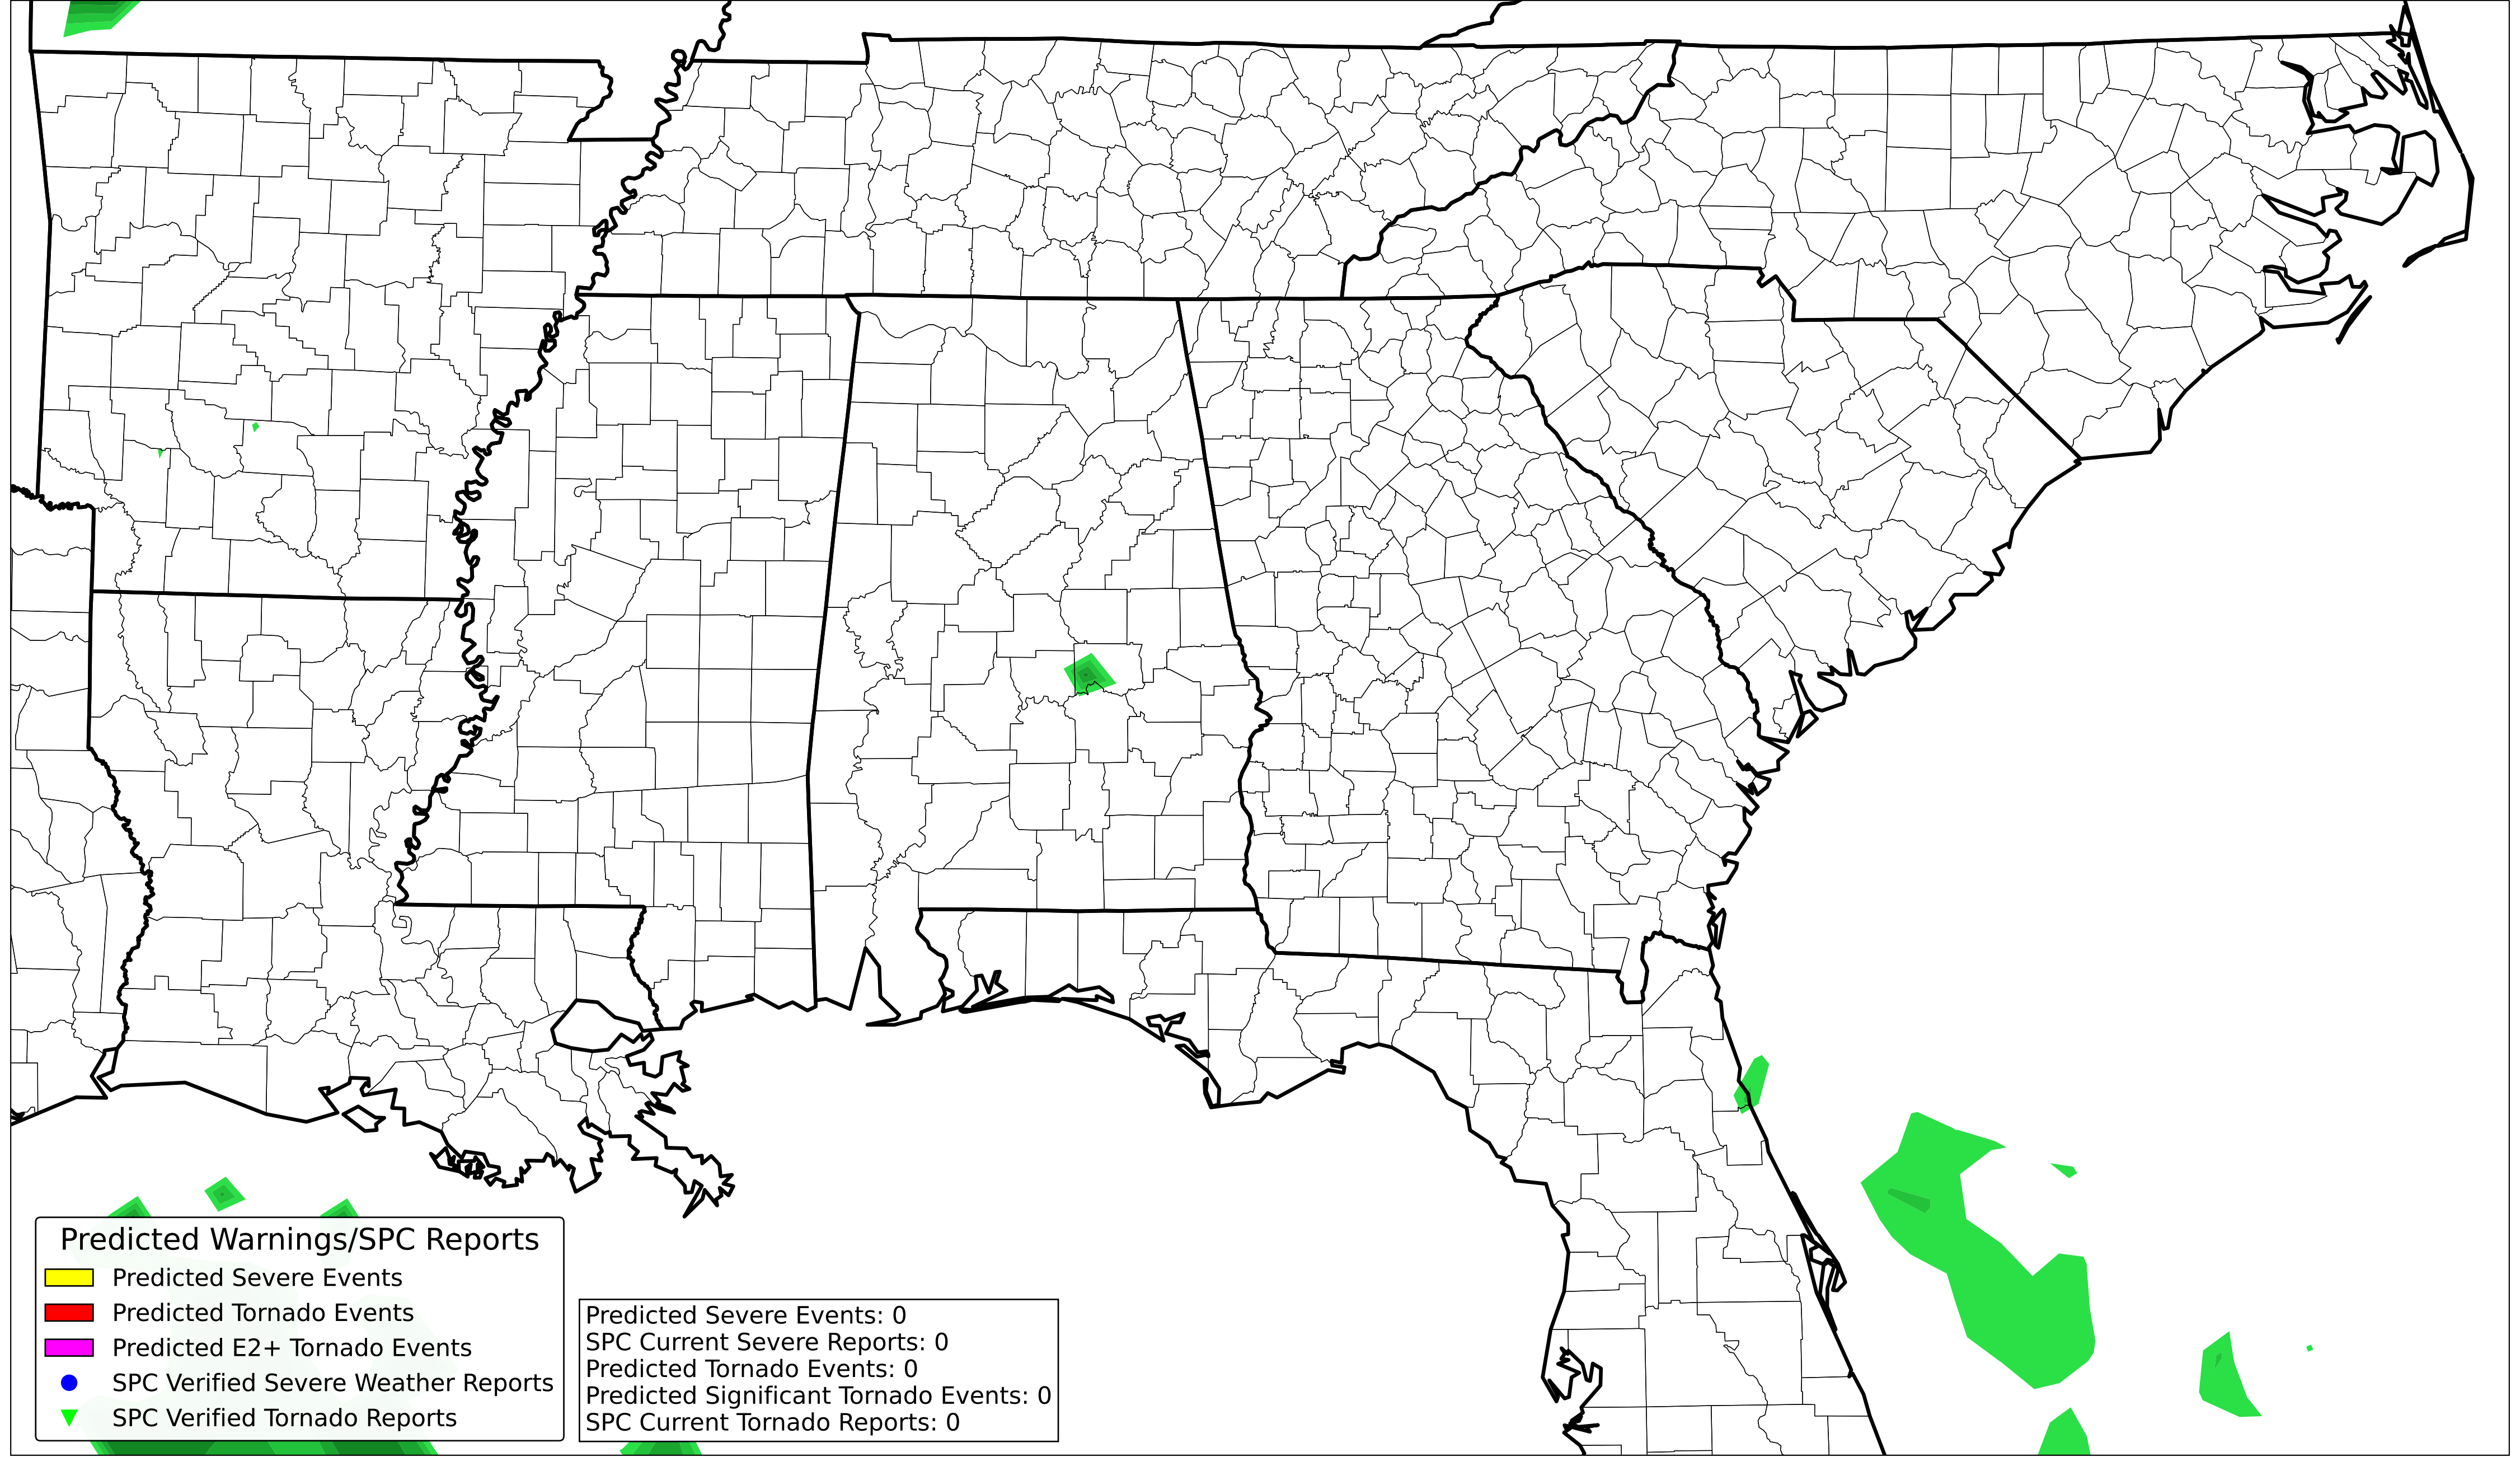 Predicted Warnings/SPC Reports
Predicted Severe Events
Predicted Tornado Events
Predicted E2+ Tornado Events
SPC Verified Severe Weather Reports
SPC Verified Tornado Reports
Predicted Severe Events: 0
SPC Current Severe Reports: 0
Predicted Tornado Events: 0
Predicted Significant Tornado Events: 0
SPC Current Tornado Reports: 0